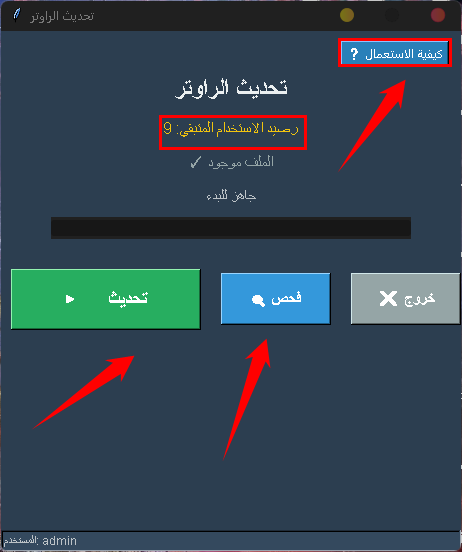 تحديث الراوتر
كيفية الاستعمال ?
تحديث الراوتر
رصيد الاستخدام المتبقي: 9
الملف موجود ✓
جاهز للبدء
تحديث
فحص
خروج
المستخدم: admin